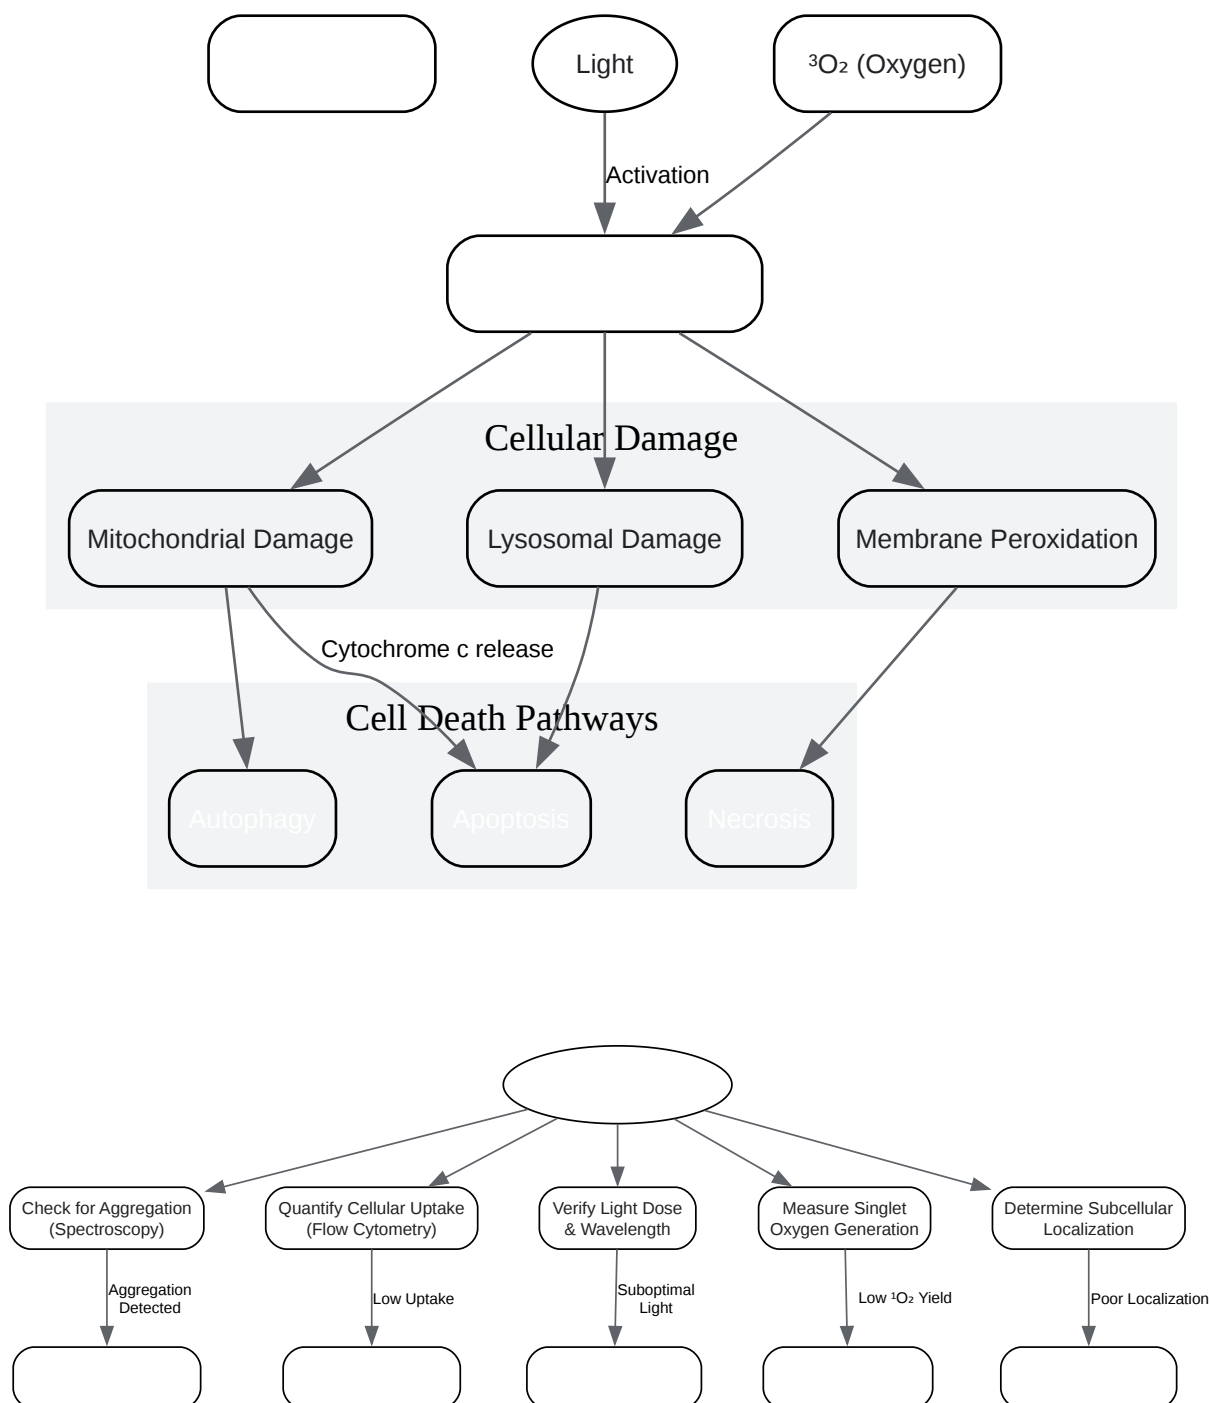 Light
³O₂ (Oxygen)
Activation
Cellular Damage
Mitochondrial Damage
Lysosomal Damage
Membrane Peroxidation
Cytochrome c release
Cell Death Pathways
Autophagy
Apoptosis
Necrosis
Check for Aggregation
(Spectroscopy)
Quantify Cellular Uptake
(Flow Cytometry)
Verify Light Dose
& Wavelength
Measure Singlet
Oxygen Generation
Determine Subcellular
Localization
Aggregation
Detected
Low Uptake
Suboptimal
Light
Low ¹O₂ Yield
Poor Localization